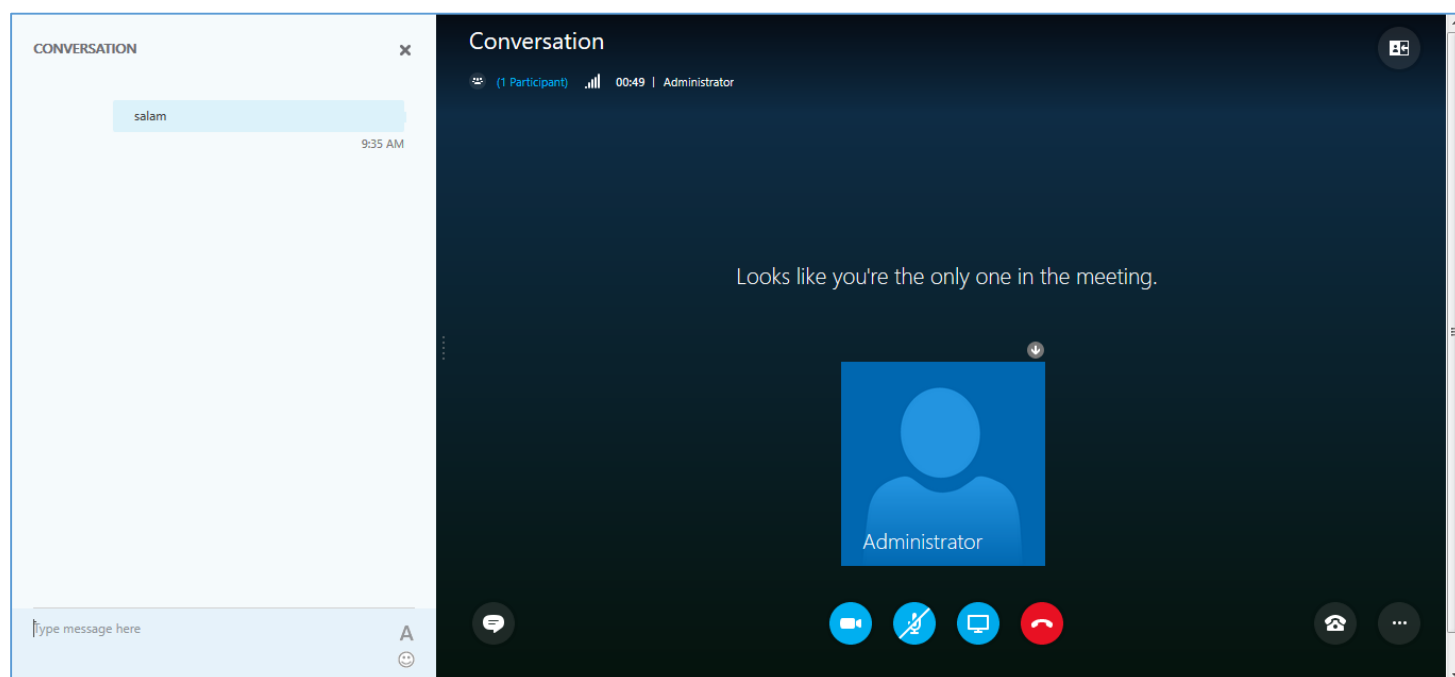 CONVERSATION
salam
9:35 AM
Type message here
A
Conversation
(1 Participant) 00:49 | Administrator
Looks like you're the only one in the meeting.
Administrator